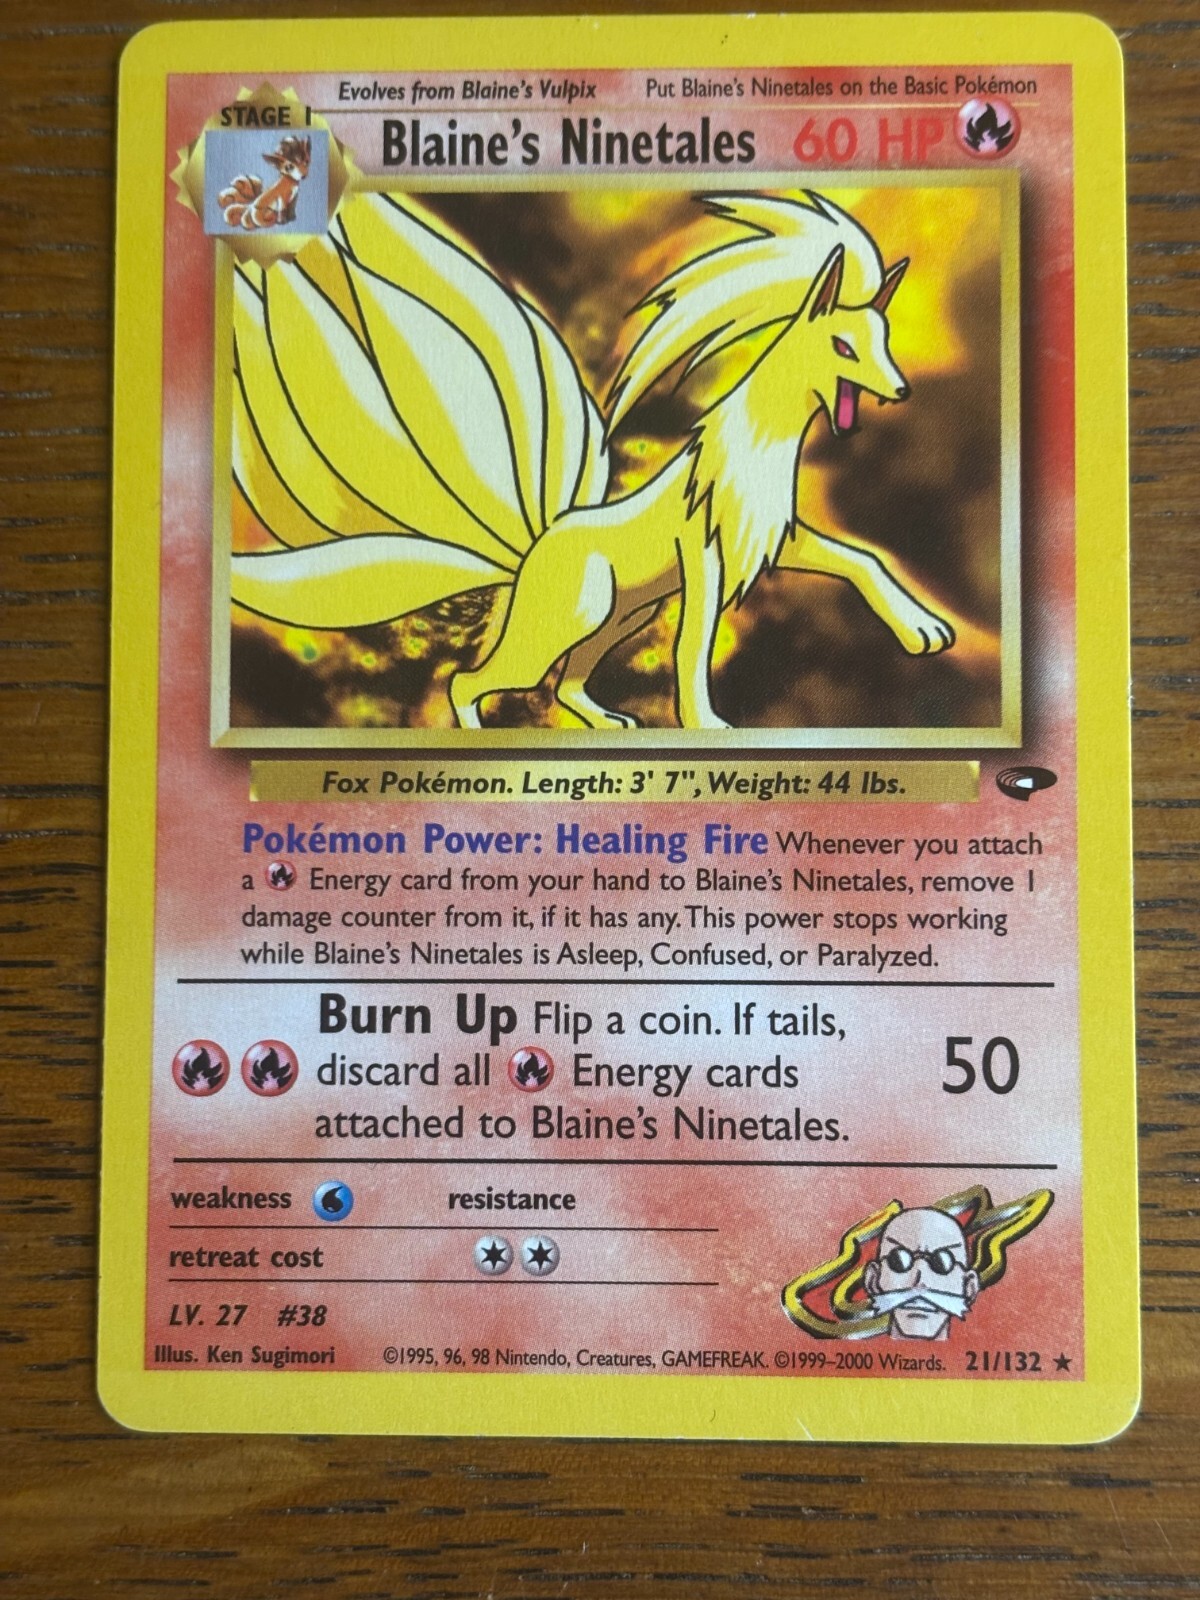 Evolves from Blaine's Vulpix Put Blaine's Ninetales on the Basic Pokémon
STAGE 1
Blaine's Ninetales 60 HP
Fox Pokémon. Length: 3' 7", Weight: 44 lbs.
Pokémon Power: Healing Fire Whenever you attach
a Energy card from your hand to Blaine's Ninetales, remove 1
damage counter from it, if it has any. This power stops working
while Blaine's Ninetales is Asleep, Confused, or Paralyzed.
Burn Up Flip a coin. If tails,
discard all Energy cards
attached to Blaine's Ninetales.
50
weakness resistance
retreat cost
LV. 27 #38
Illus. Ken Sugimori ©1995, 96, 98 Nintendo, Creatures, GAMEFREAK. ©1999–2000 Wizards. 21/132 ★